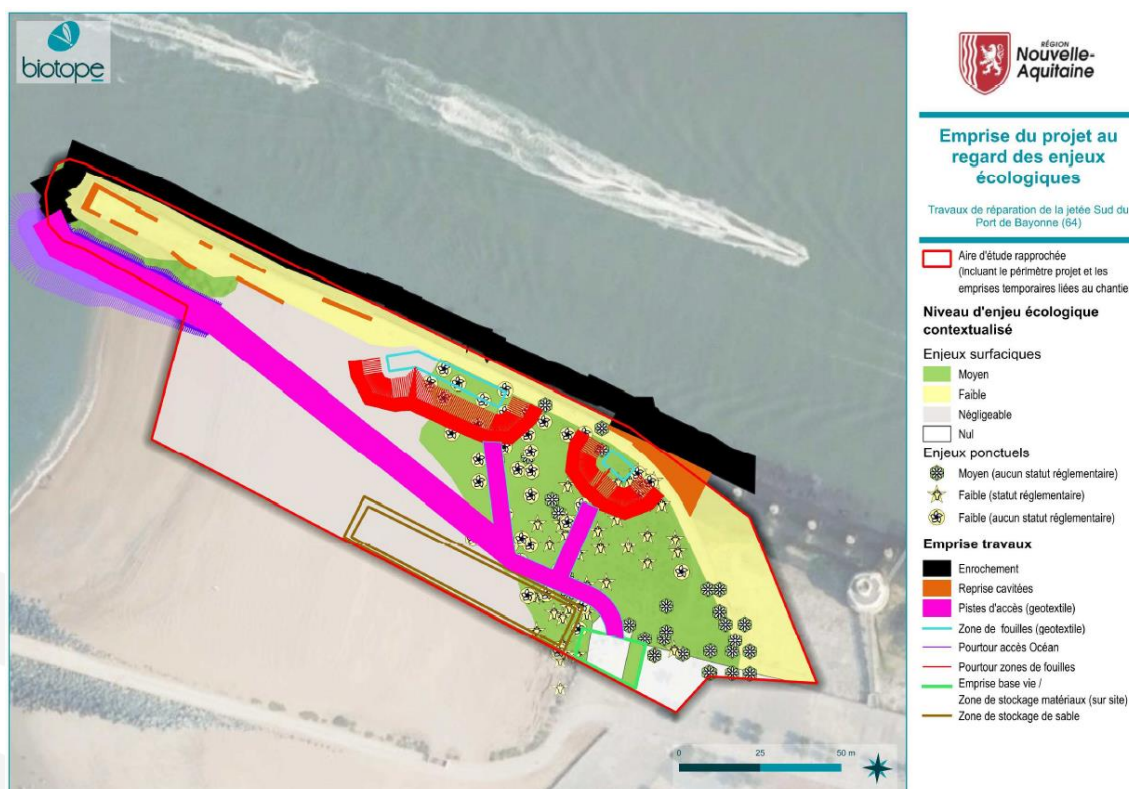 biotope
RÉGION
Nouvelle-
Aquitaine
Emprise du projet au
regard des enjeux
écologiques
Travaux de réparation de la jetée Sud du
Port de Bayonne (64)
Aire d'étude rapprochée
(incluant le périmètre projet et les
emprises temporaires liées au chantie
Niveau d'enjeu écologique
contextualisé
Enjeux surfaciques
Moyen
Faible
Négligeable
Nul
Enjeux ponctuels
Moyen (aucun statut réglementaire)
Faible (statut réglementaire)
Faible (aucun statut réglementaire)
Emprise travaux
Enrochement
Reprise cavitées
Pistes d'accès (geotextile)
Zone de fouilles (geotextile)
Pourtour accès Océan
Pourtour zones de fouilles
Emprise base vie /
Zone de stockage matériaux (sur site)
Zone de stockage de sable
0 25 50 m